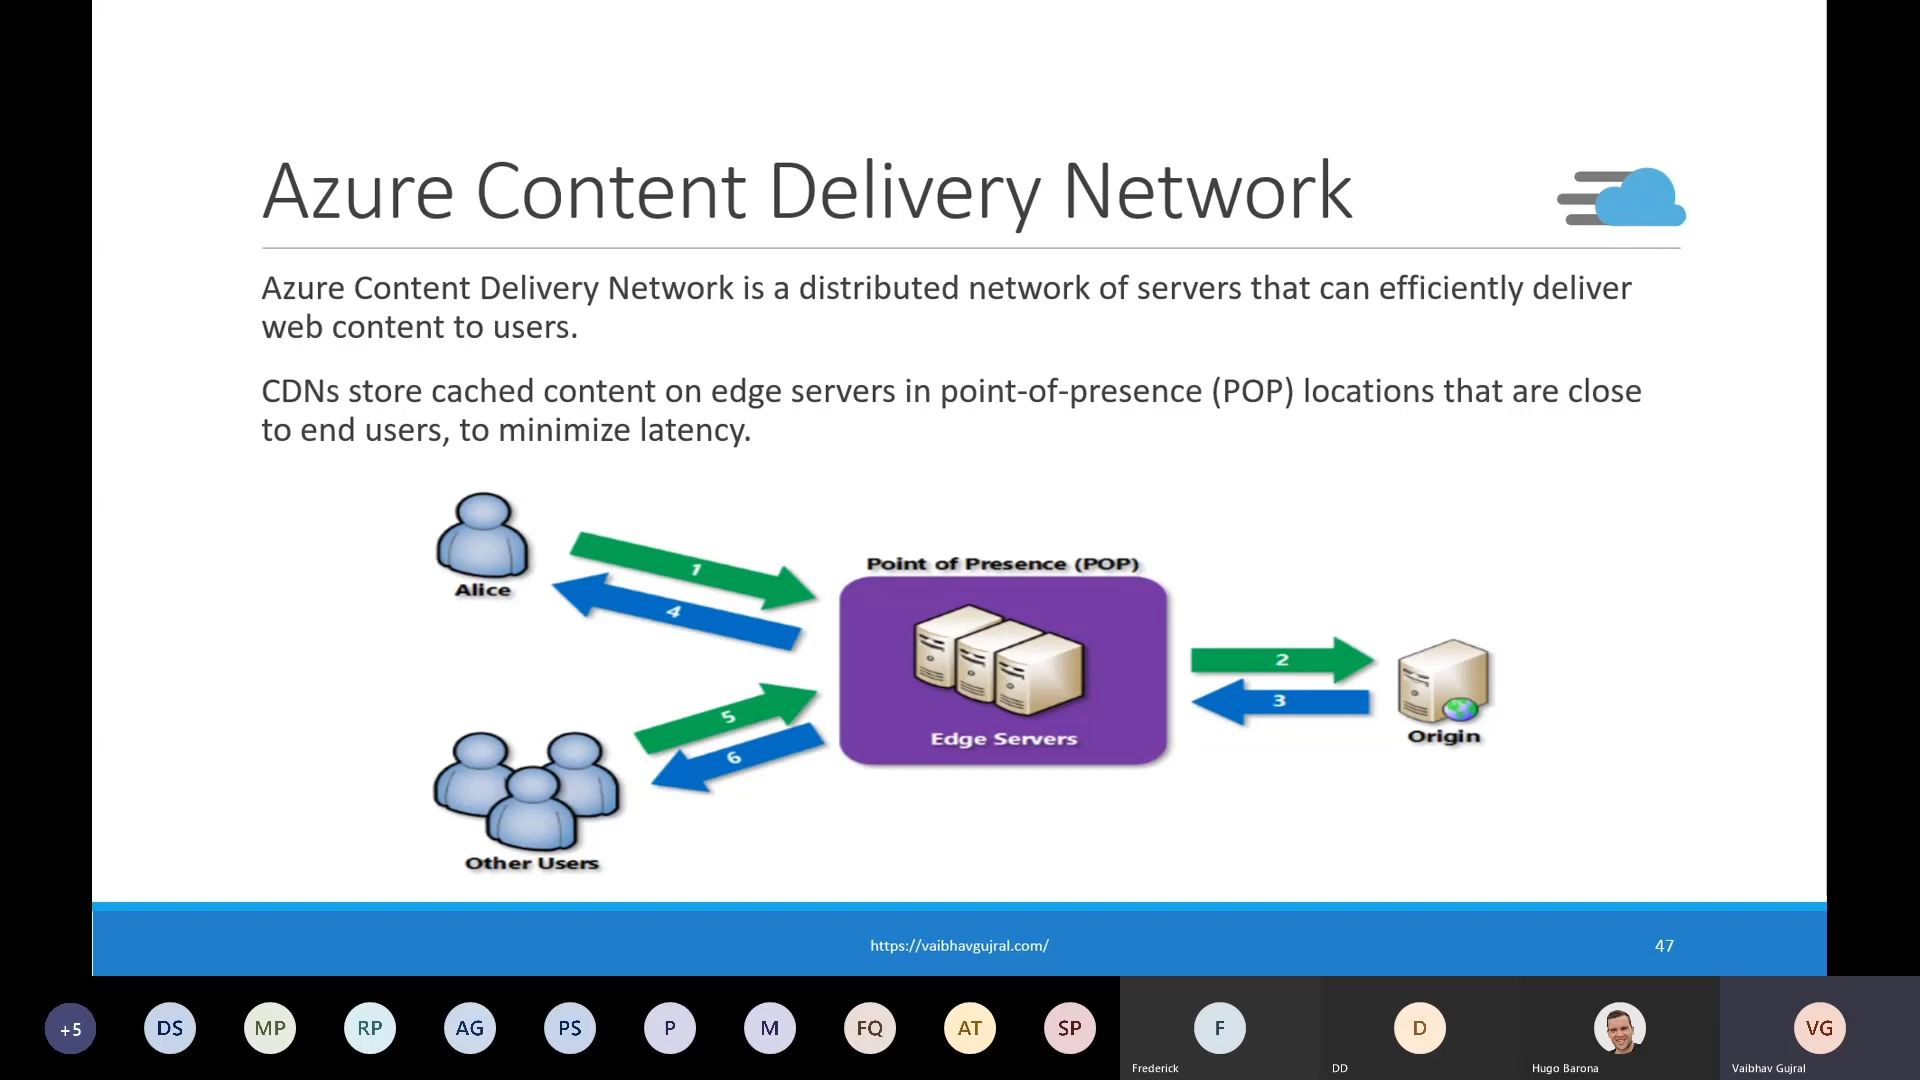 Azure Content Delivery Network
Azure Content Delivery Network is a distributed network of servers that can efficiently deliver
web content to users.
CDNs store cached content on edge servers in point-of-presence (POP) locations that are close
to end users, to minimize latency.
Alice
1
4
Point of Presence (POP)
Edge Servers
2
3
Origin
5
6
Other Users
https://vaibhavgujral.com/
47
+5
DS
MP
RP
AG
PS
P
M
FQ
AT
SP
F
Frederick
D
DD
Hugo Barona
VG
Vaibhav Gujral